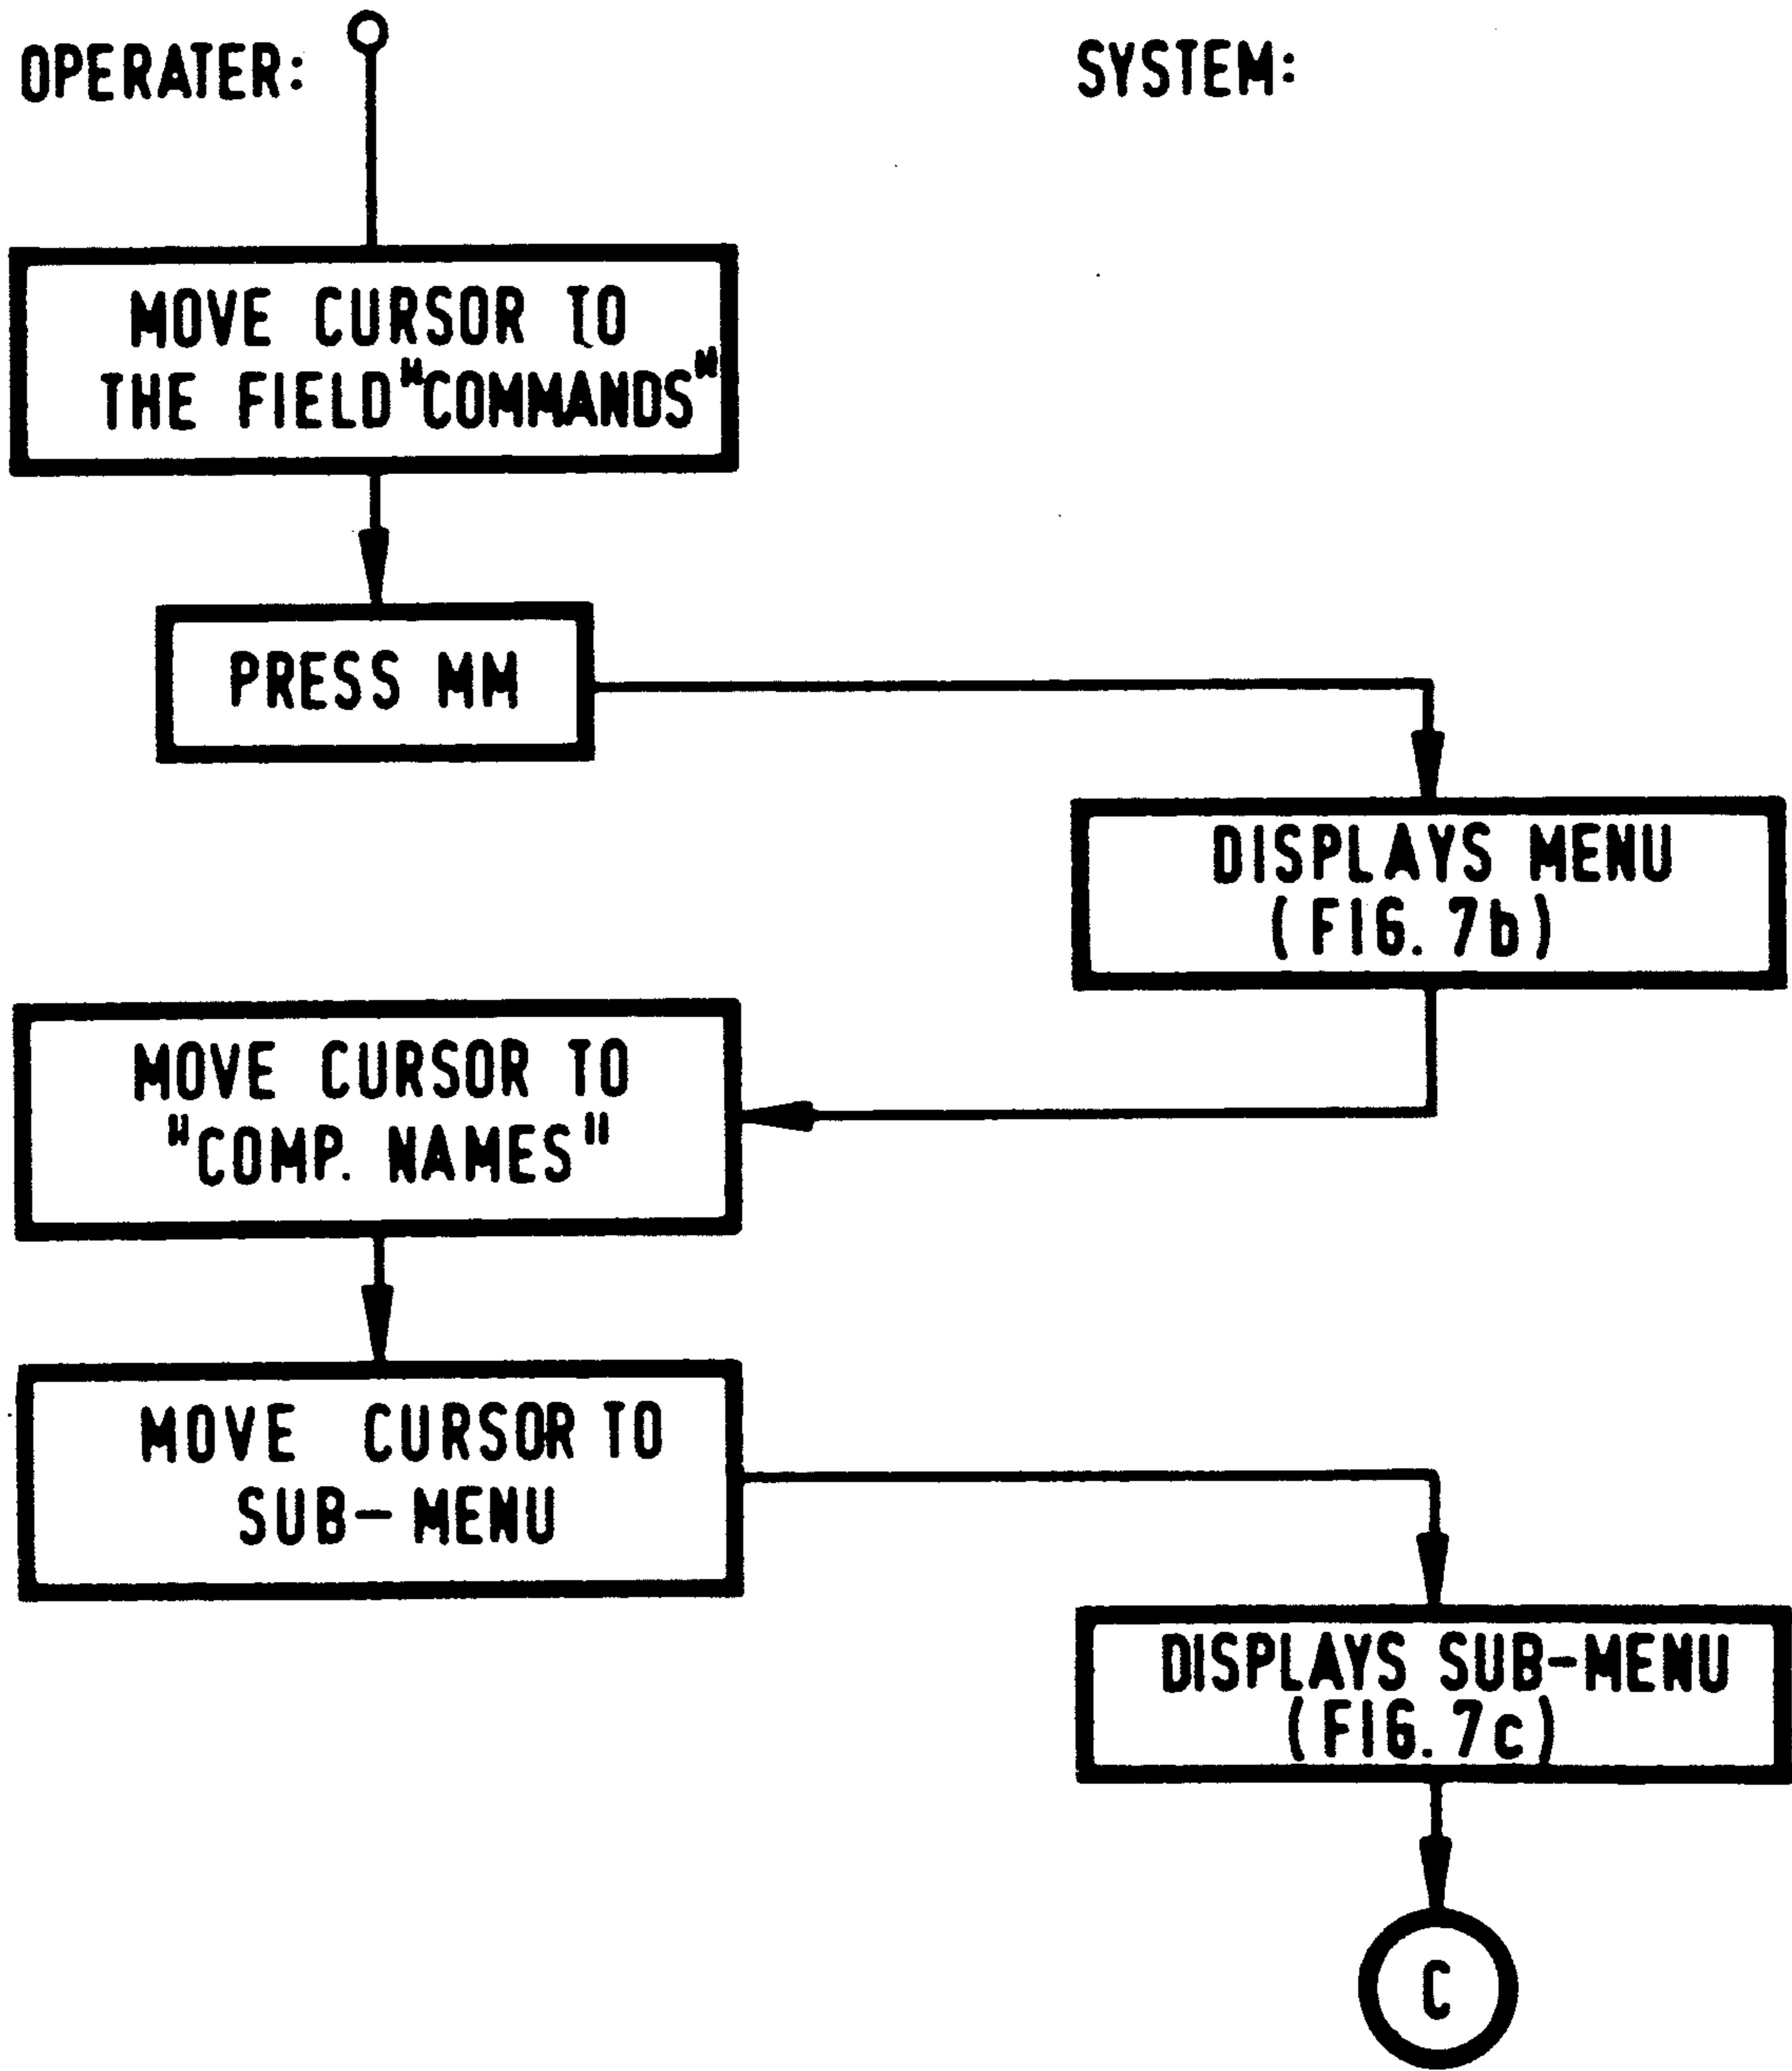 OPERATER:
SYSTEM:
MOVE CURSOR TO
THE FIELD "COMMANDS"
PRESS MM
DISPLAYS MENU
(FIG. 7b)
MOVE CURSOR TO
"COMP. NAMES"
MOVE CURSOR TO
SUB-MENU
DISPLAYS SUB-MENU
(FIG. 7c)
C